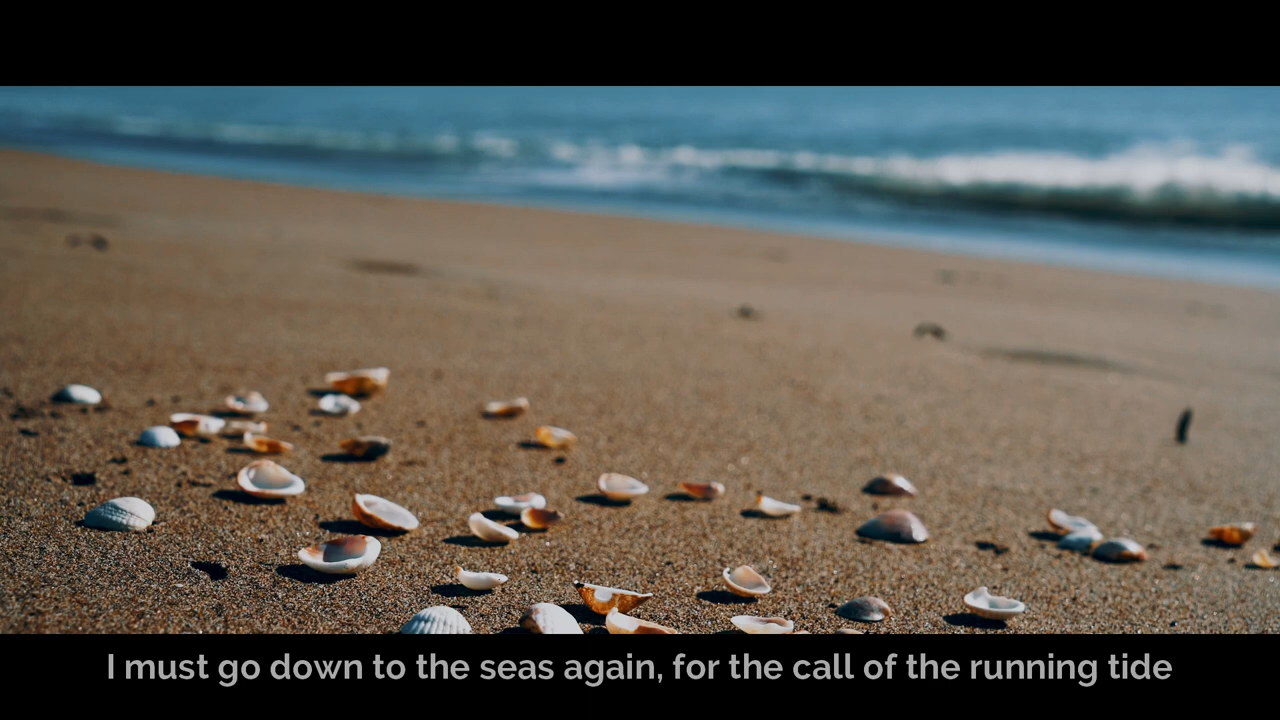 I must go down to the seas again, for the call of the running tide